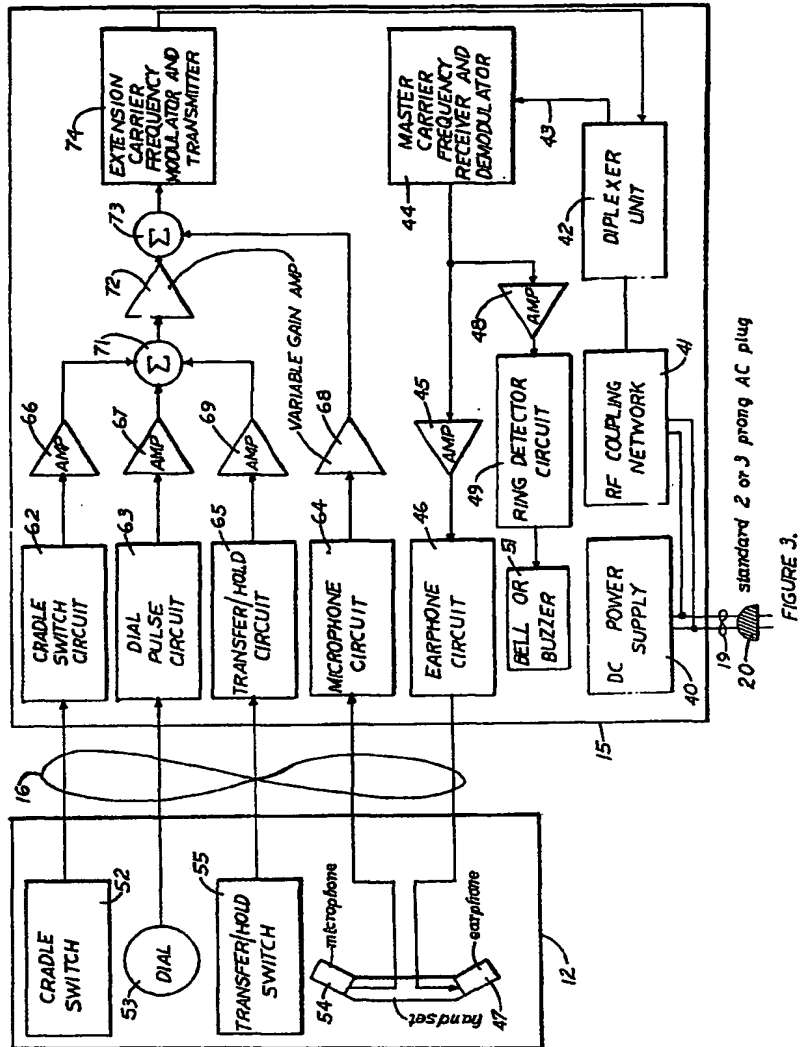 CRADLE
SWITCH
52
DIAL
53
TRANSFER/HOLD
SWITCH
55
microphone
54
handset
earphone
47
12
16
CRADLE
SWITCH
CIRCUIT
62
DIAL
PULSE
CIRCUIT
63
TRANSFER/HOLD
CIRCUIT
65
MICROPHONE
CIRCUIT
64
EARPHONE
CIRCUIT
46
BELL OR
BUZZER
51
DC POWER
SUPPLY
40
15
AMP
66
AMP
67
AMP
69
VARIABLE GAIN AMP
68
Σ
71
72
Σ
73
EXTENSION
CARRIER
FREQUENCY
MODULATOR AND
TRANSMITTER
74
MASTER
CARRIER
FREQUENCY
RECEIVER AND
DEMODULATOR
44
43
AMP
45
AMP
48
RING DETECTOR
CIRCUIT
49
DIPLEXER
UNIT
42
RF COUPLING
NETWORK
41
19
20
standard 2 or 3 prong AC plug
FIGURE 3.